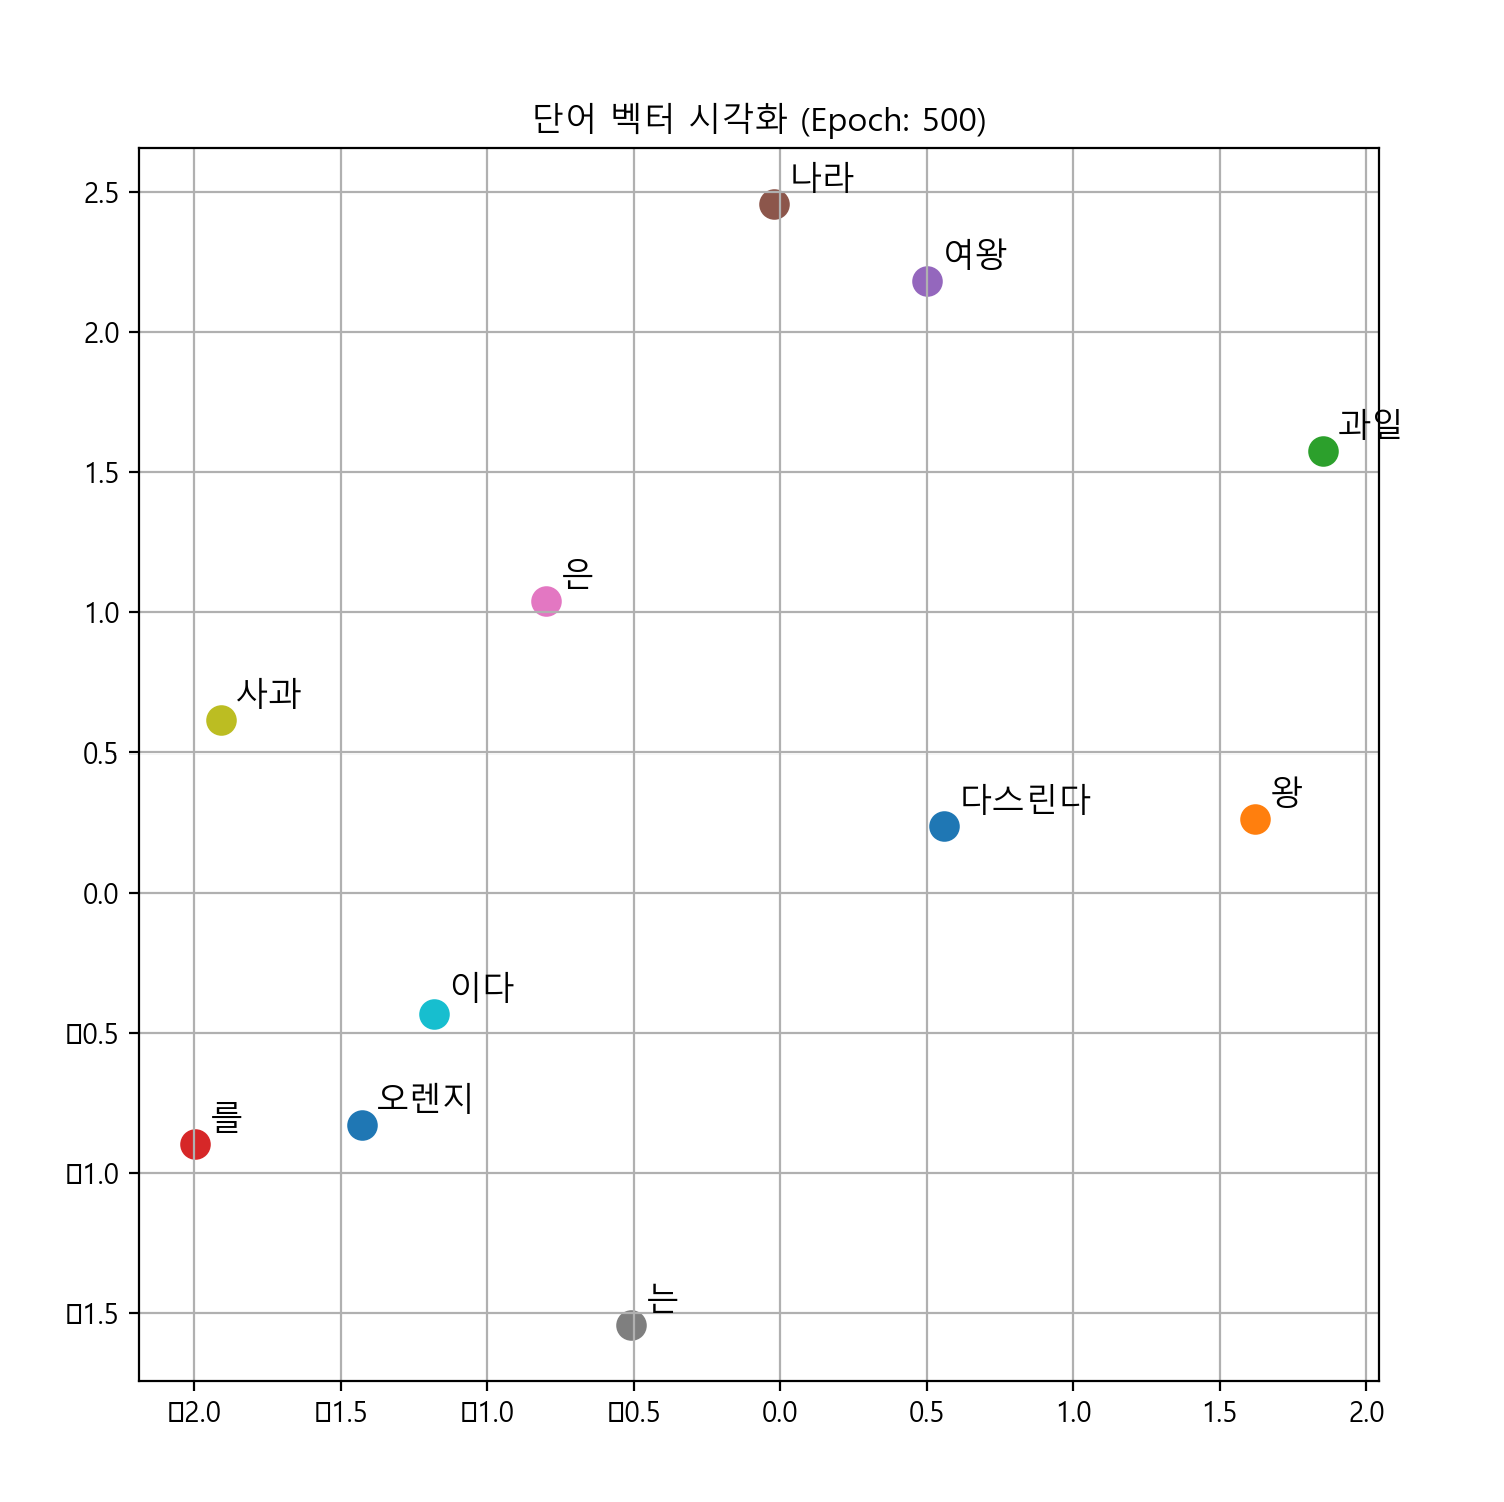 단어 벡터 시각화 (Epoch: 500)
나라
2.5
여왕
2.0
과일
1.5
은
1.0
사과
0.5
왕
다스린다
0.0
이다
▯0.5
오렌지
를
▯1.0
는
▯1.5
▯2.0 ▯1.5 ▯1.0 ▯0.5 0.0 0.5 1.0 1.5 2.0